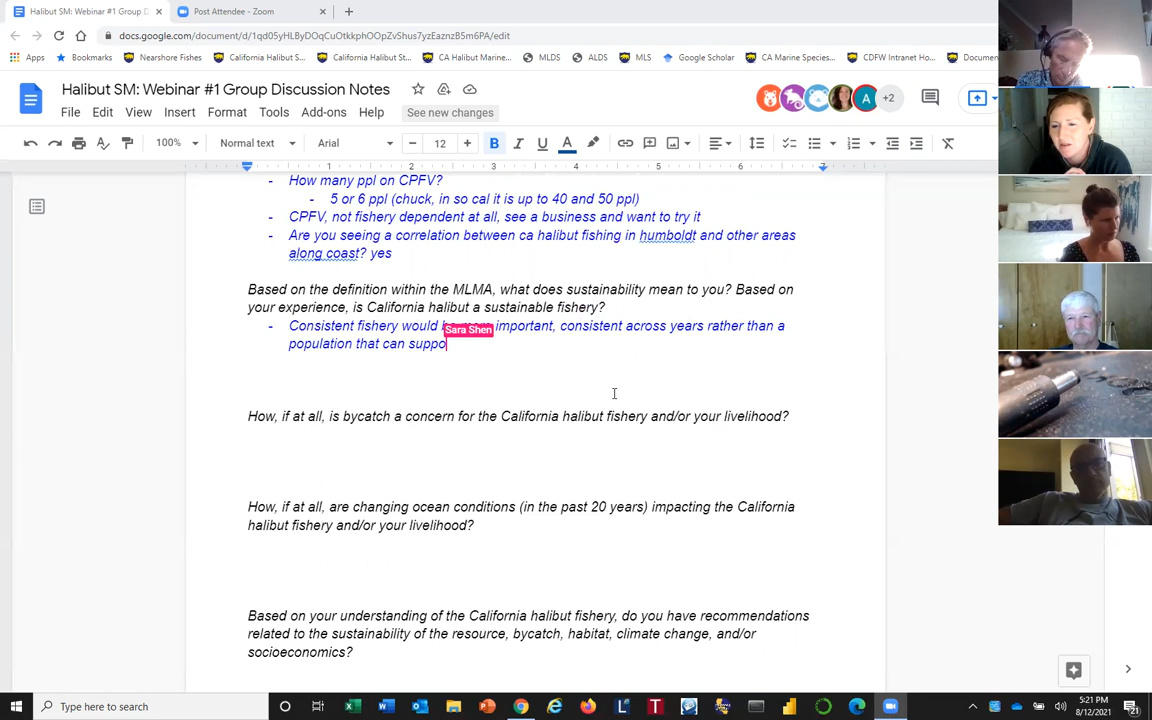 Halibut SM: Webinar #1 Group D
Post Attendee - Zoom
docs.google.com/document/d/1qd05yHLByDOqCuOtkkphOOpZvShus7yzEaznzB5m6PA/edit
Apps Bookmarks Nearshore Fishes California Halibut S... California Halibut St... CA Halibut Marine... MLDS ALDS MLS Google Scholar CA Marine Species... CDFW Intranet Ho... Documen
Halibut SM: Webinar #1 Group Discussion Notes
File Edit View Insert Format Tools Add-ons Help See new changes
A +2
100% Normal text Arial 12 B I U A
1 2 3 4 5 6 7
- How many ppl on CPFV?
- 5 or 6 ppl (chuck, in so cal it is up to 40 and 50 ppl)
- CPFV, not fishery dependent at all, see a business and want to try it
- Are you seeing a correlation between ca halibut fishing in humboldt and other areas
along coast? yes
Based on the definition within the MLMA, what does sustainability mean to you? Based on
your experience, is California halibut a sustainable fishery?
- Consistent fishery would important, consistent across years rather than a
Sara Shen
population that can suppo
How, if at all, is bycatch a concern for the California halibut fishery and/or your livelihood?
How, if at all, are changing ocean conditions (in the past 20 years) impacting the California
halibut fishery and/or your livelihood?
Based on your understanding of the California halibut fishery, do you have recommendations
related to the sustainability of the resource, bycatch, habitat, climate change, and/or
socioeconomics?
Type here to search
5:21 PM
8/12/2021
21